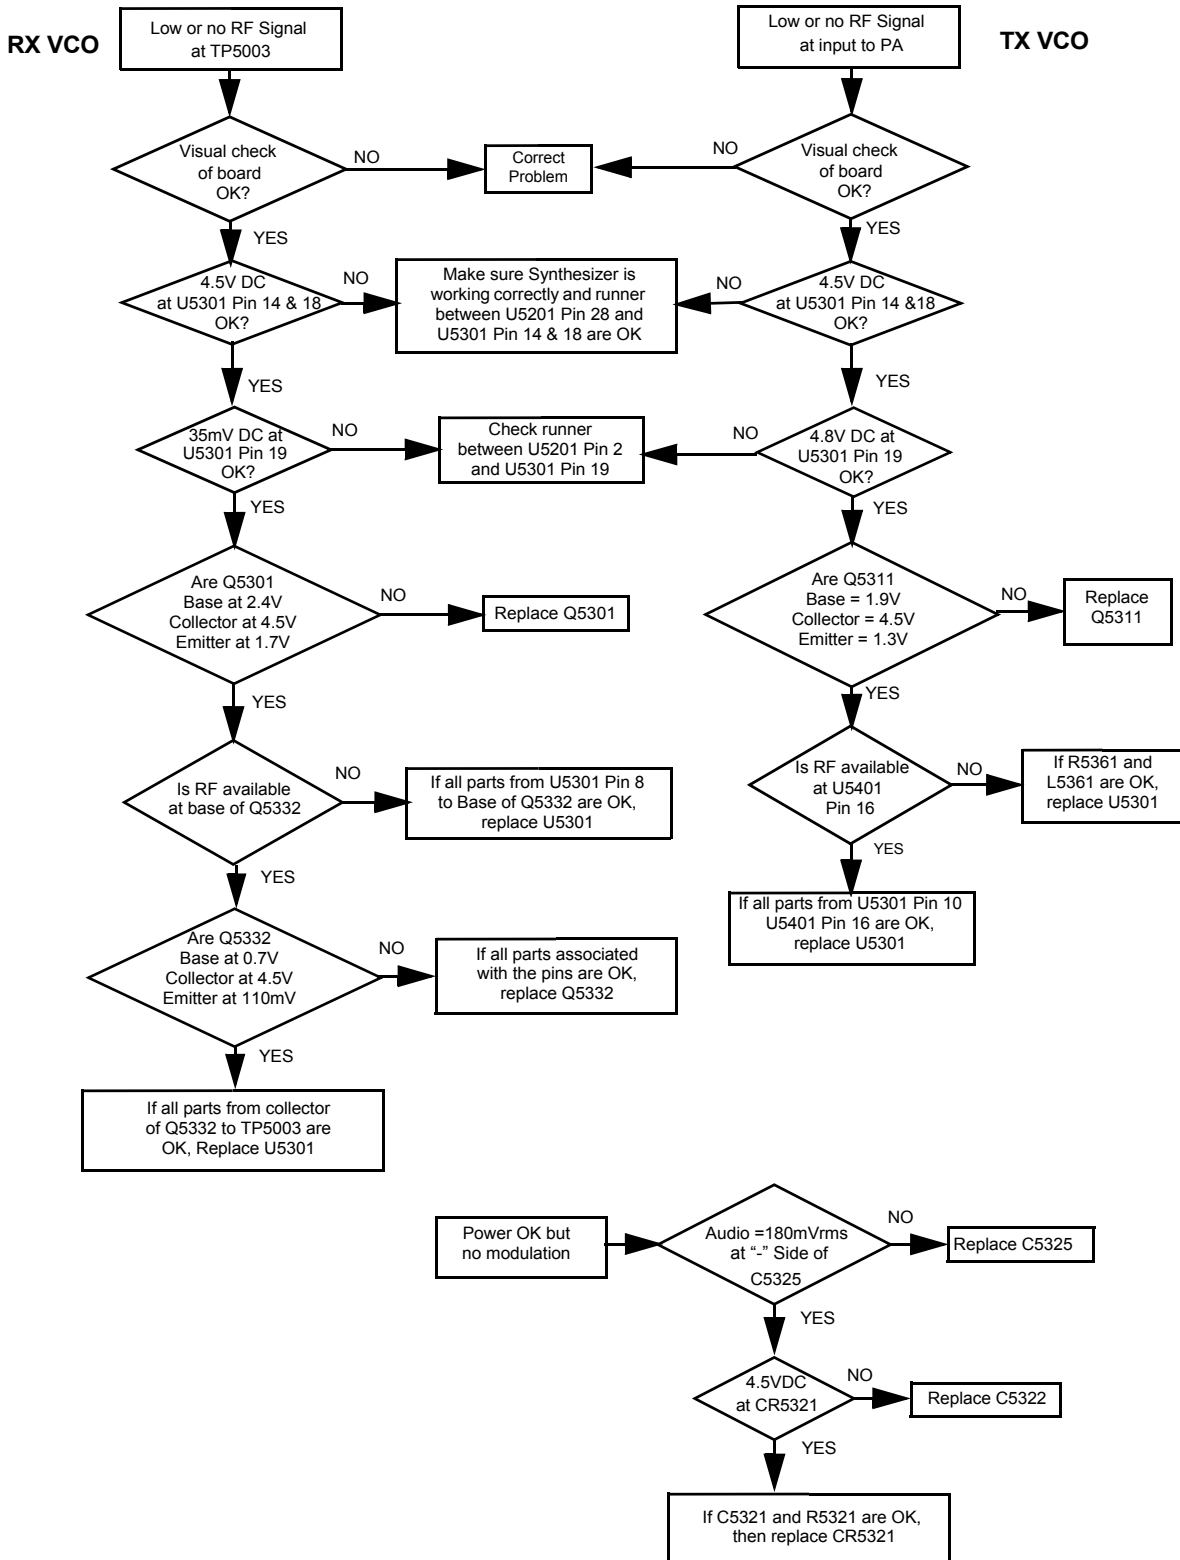 RX VCO
Low or no RF Signal
at TP5003
Visual check
of board
OK?
NO
YES
Correct
Problem
4.5V DC
at U5301 Pin 14 & 18
OK?
NO
YES
Make sure Synthesizer is
working correctly and runner
between U5201 Pin 28 and
U5301 Pin 14 & 18 are OK
35mV DC at
U5301 Pin 19
OK?
NO
YES
Check runner
between U5201 Pin 2
and U5301 Pin 19
Are Q5301
Base at 2.4V
Collector at 4.5V
Emitter at 1.7V
NO
YES
Replace Q5301
Is RF available
at base of Q5332
NO
YES
If all parts from U5301 Pin 8
to Base of Q5332 are OK,
replace U5301
Are Q5332
Base at 0.7V
Collector at 4.5V
Emitter at 110mV
NO
YES
If all parts associated
with the pins are OK,
replace Q5332
If all parts from collector
of Q5332 to TP5003 are
OK, Replace U5301
TX VCO
Low or no RF Signal
at input to PA
Visual check
of board
OK?
NO
YES
4.5V DC
at U5301 Pin 14 &18
OK?
NO
YES
4.8V DC at
U5301 Pin 19
OK?
NO
YES
Are Q5311
Base = 1.9V
Collector = 4.5V
Emitter = 1.3V
NO
YES
Replace
Q5311
Is RF available
at U5401
Pin 16
NO
YES
If R5361 and
L5361 are OK,
replace U5301
If all parts from U5301 Pin 10
U5401 Pin 16 are OK,
replace U5301
Power OK but
no modulation
Audio =180mVrms
at “-” Side of
C5325
NO
YES
Replace C5325
4.5VDC
at CR5321
NO
YES
Replace C5322
If C5321 and R5321 are OK,
then replace CR5321